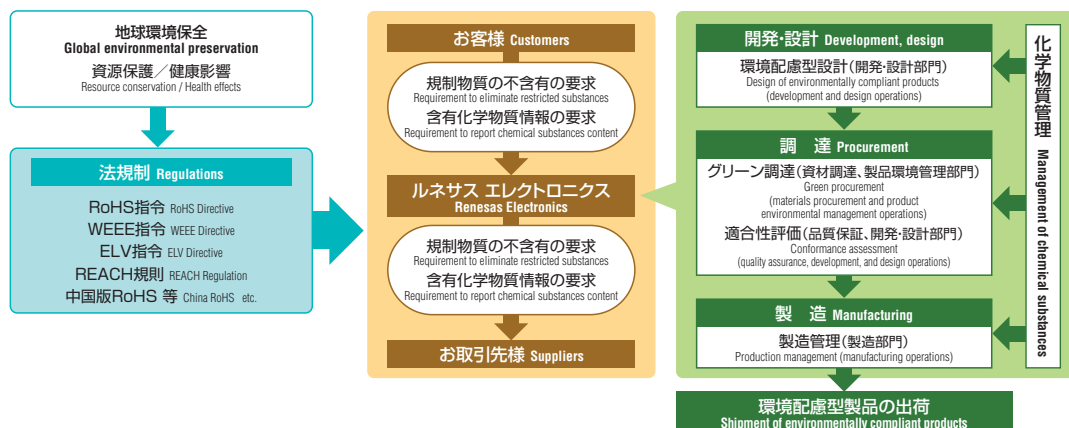 地球環境保全
Global environmental preservation
資源保護／健康影響
Resource conservation / Health effects
法規制 Regulations
RoHS指令 RoHS Directive
WEEE指令 WEEE Directive
ELV指令 ELV Directive
REACH規則 REACH Regulation
中国版RoHS 等 China RoHS etc.
お客様 Customers
規制物質の不含有の要求
Requirement to eliminate restricted substances
含有化学物質情報の要求
Requirement to report chemical substances content
ルネサス エレクトロニクス
Renesas Electronics
規制物質の不含有の要求
Requirement to eliminate restricted substances
含有化学物質情報の要求
Requirement to report chemical substances content
お取引先様 Suppliers
開発・設計 Development, design
環境配慮型設計（開発・設計部門）
Design of environmentally compliant products
(development and design operations)
調　達 Procurement
グリーン調達（資材調達、製品環境管理部門）
Green procurement
(materials procurement and product
environmental management operations)
適合性評価（品質保証、開発・設計部門）
Conformance assessment
(quality assurance, development, and design operations)
製　造 Manufacturing
製造管理（製造部門）
Production management (manufacturing operations)
環境配慮型製品の出荷
Shipment of environmentally compliant products
化学物質管理 Management of chemical substances